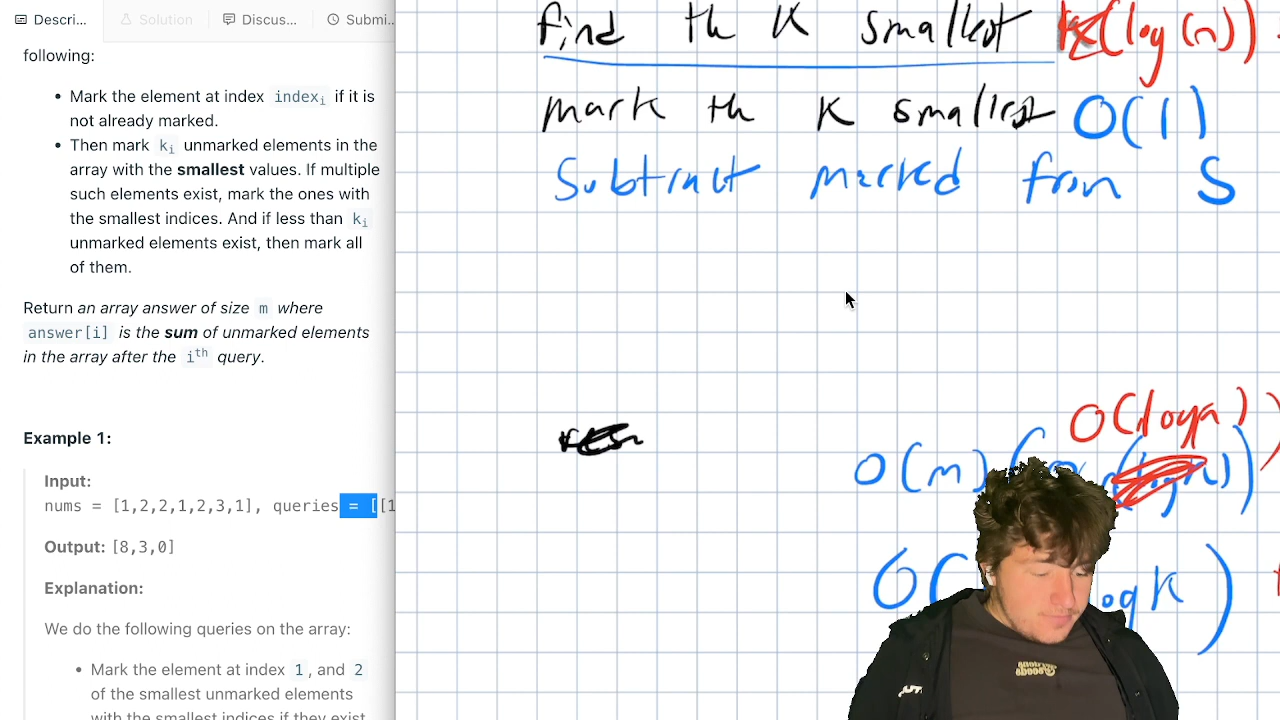 Descri...
Solution
Discus...
Submi...
following:
Mark the element at index indexi if it is
not already marked.
Then mark ki unmarked elements in the
array with the smallest values. If multiple
such elements exist, mark the ones with
the smallest indices. And if less than ki
unmarked elements exist, then mark all
of them.
Return an array answer of size m where
answer[i] is the sum of unmarked elements
in the array after the ith query.
Example 1:
Input:
nums = [1,2,2,1,2,3,1], queries = [[1
Output: [8,3,0]
Explanation:
We do the following queries on the array:
Mark the element at index 1, and 2
of the smallest unmarked elements
with the smallest indices if they exist
find th K smallest (log(n))
mark th K smallest O(1)
Subtract marked from S
O(logn)
O(m)